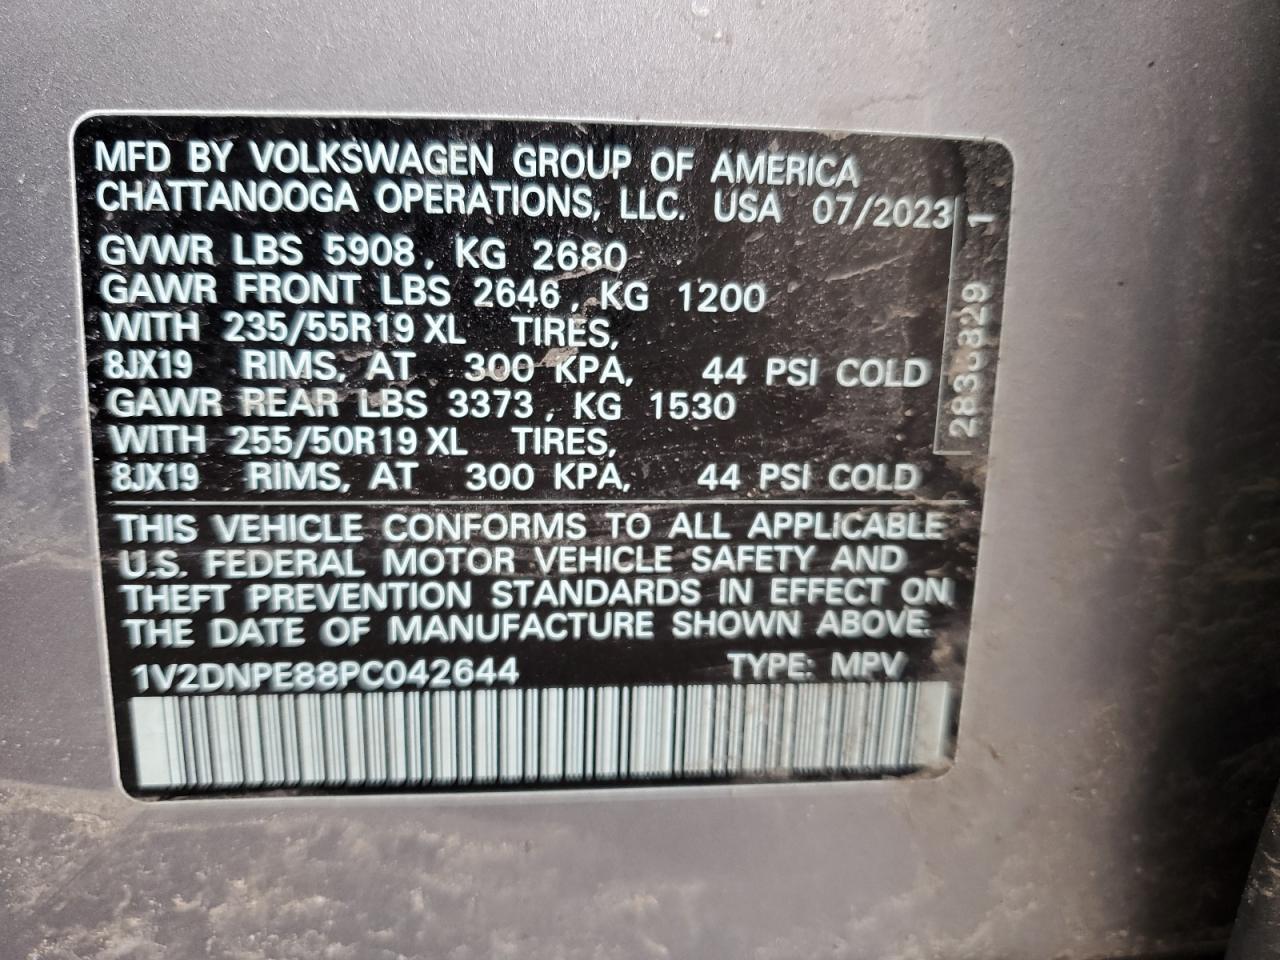 MFD BY VOLKSWAGEN GROUP OF AMERICA
CHATTANOOGA OPERATIONS, LLC. USA 07/2023
GVWR LBS 5908, KG 2680
GAWR FRONT LBS 2646, KG 1200
WITH 235/55R19 XL TIRES,
8JX19 RIMS, AT 300 KPA, 44 PSI COLD
GAWR REAR LBS 3373, KG 1530
WITH 255/50R19 XL TIRES,
8JX19 RIMS, AT 300 KPA, 44 PSI COLD
THIS VEHICLE CONFORMS TO ALL APPLICABLE
U.S. FEDERAL MOTOR VEHICLE SAFETY AND
THEFT PREVENTION STANDARDS IN EFFECT ON
THE DATE OF MANUFACTURE SHOWN ABOVE.
1V2DNPE88PC042644 TYPE: MPV
1